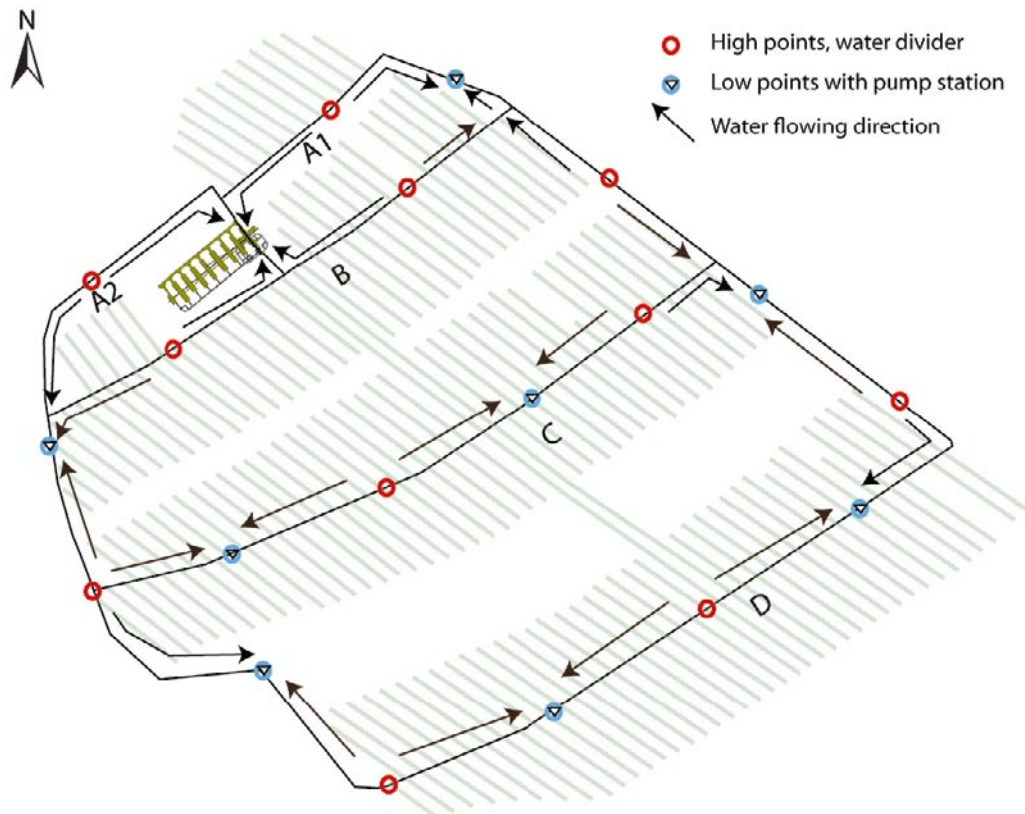 N
High points, water divider
Low points with pump station
Water flowing direction
A1
A2
B
C
D